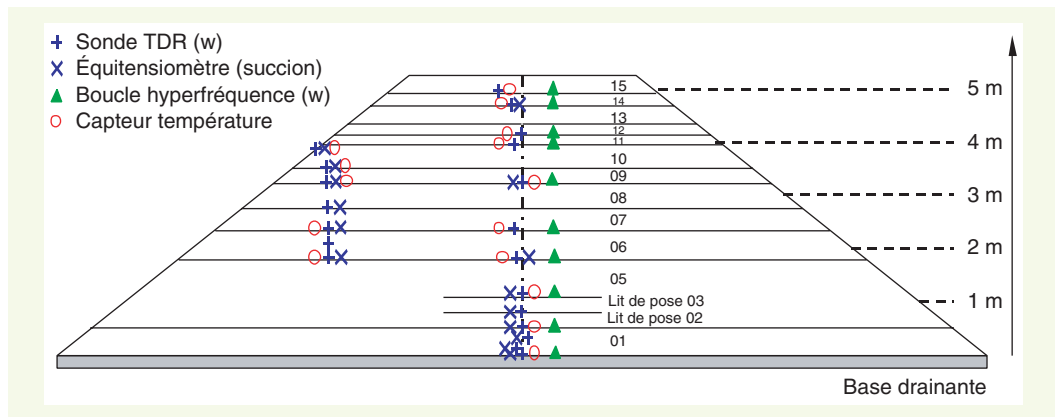 Sonde TDR (w)
Équitensiomètre (succion)
Boucle hyperfréquence (w)
Capteur température
15
5 m
14
13
12
11
4 m
10
09
3 m
08
07
06
2 m
05
1 m
Lit de pose 03
Lit de pose 02
01
Base drainante